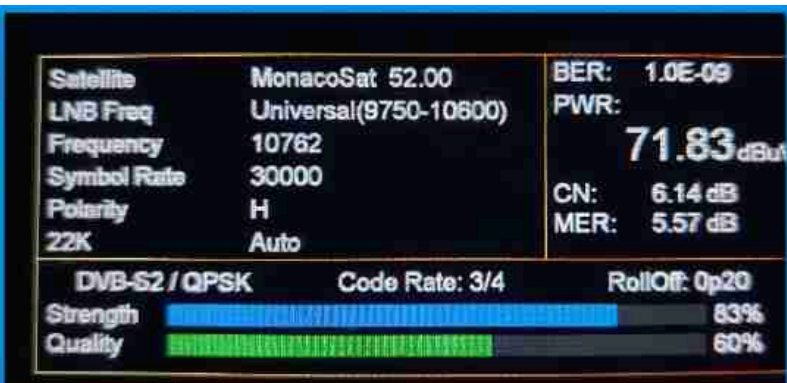 Satellite MonacoSat 52.00
LNB Freq Universal(9750-10600)
Frequency 10762
Symbol Rate 30000
Polarity H
22K Auto
BER: 1.0E-09
PWR:
71.83 dBuV
CN: 6.14 dB
MER: 5.57 dB
DVB-S2 / QPSK Code Rate: 3/4 RollOff: 0p20
Strength 83%
Quality 60%